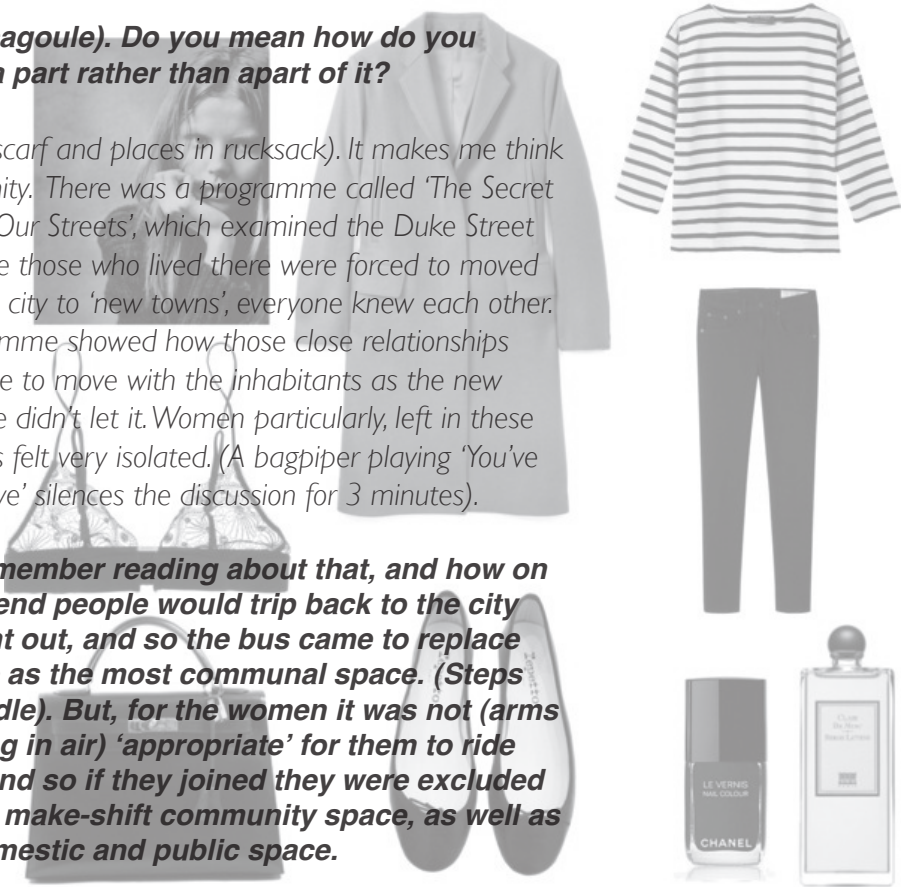 agoule). Do you mean how do you
a part rather than apart of it?
scarf and places in rucksack). It makes me think
ity. There was a programme called ‘The Secret
Our Streets’, which examined the Duke Street
e those who lived there were forced to moved
city to ‘new towns’, everyone knew each other.
mme showed how those close relationships
e to move with the inhabitants as the new
e didn’t let it. Women particularly, left in these
s felt very isolated. (A bagpiper playing ‘You’ve
ve’ silences the discussion for 3 minutes).
member reading about that, and how on
end people would trip back to the city
nt out, and so the bus came to replace
as the most communal space. (Steps
dle). But, for the women it was not (arms
g in air) ‘appropriate’ for them to ride
nd so if they joined they were excluded
make-shift community space, as well as
mestic and public space.
repetto
LE VERNIS
NAIL COLOUR
CHANEL
SERGE LUTENS